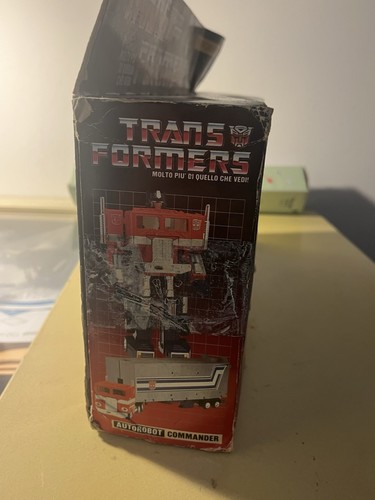 TRANS
FORMERS
MOLTO PIU' DI QUELLO CHE VEDI!
AUTOROBOT COMMANDER